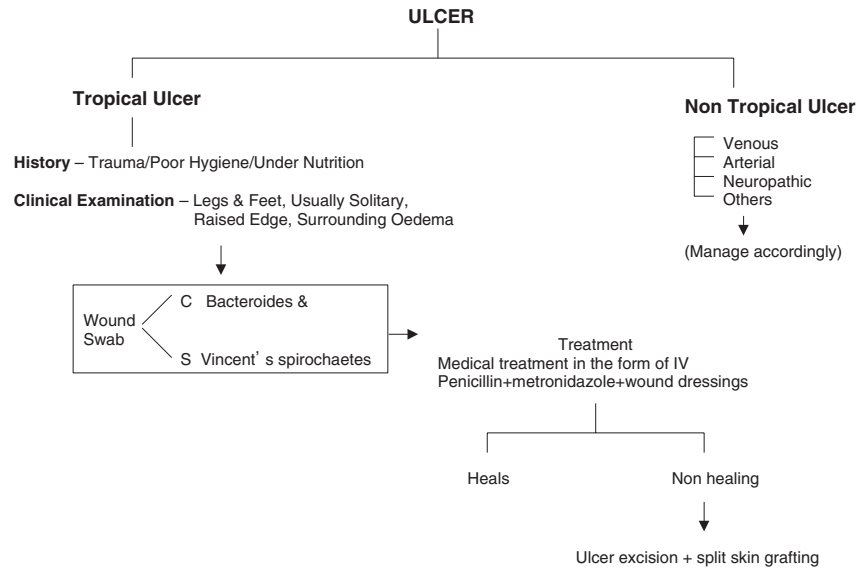 ULCER
Tropical Ulcer
History – Trauma/Poor Hygiene/Under Nutrition
Clinical Examination – Legs & Feet, Usually Solitary,
Raised Edge, Surrounding Oedema
Wound
Swab
C Bacteroides &
S Vincent's spirochaetes
Non Tropical Ulcer
Venous
Arterial
Neuropathic
Others
(Manage accordingly)
Treatment
Medical treatment in the form of IV
Penicillin+metronidazole+wound dressings
Heals
Non healing
Ulcer excision + split skin grafting